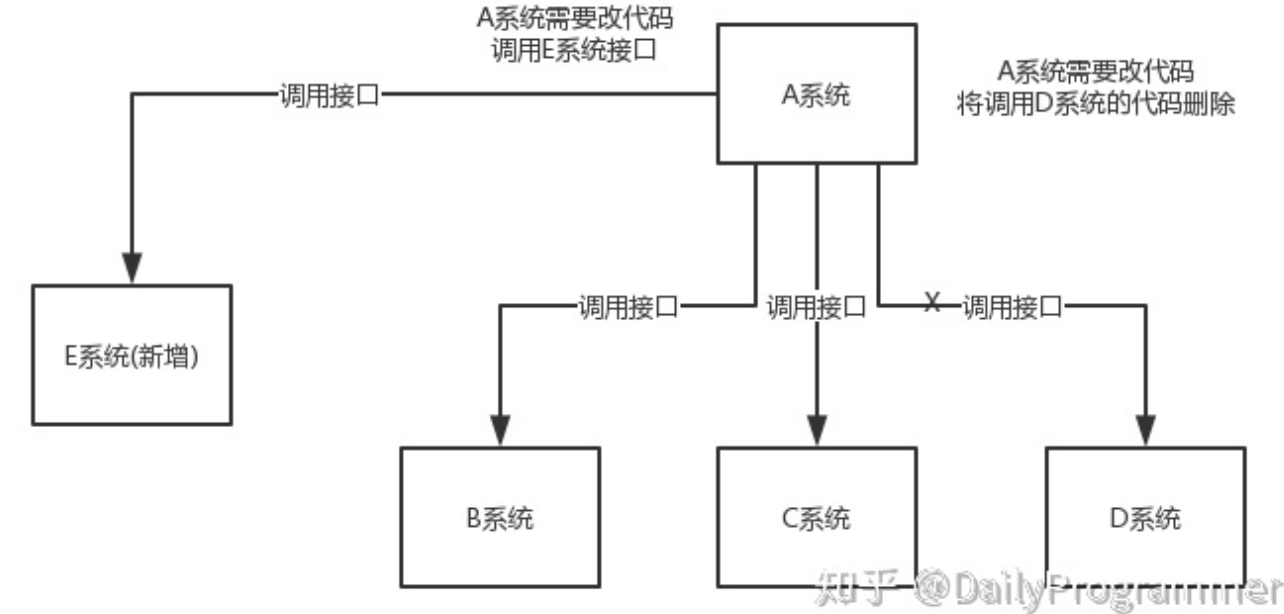 A系统需要改代码
调用E系统接口
A系统
A系统需要改代码
将调用D系统的代码删除
调用接口
E系统(新增)
调用接口
调用接口
X
调用接口
B系统
C系统
D系统
知乎 @DailyProgrammer